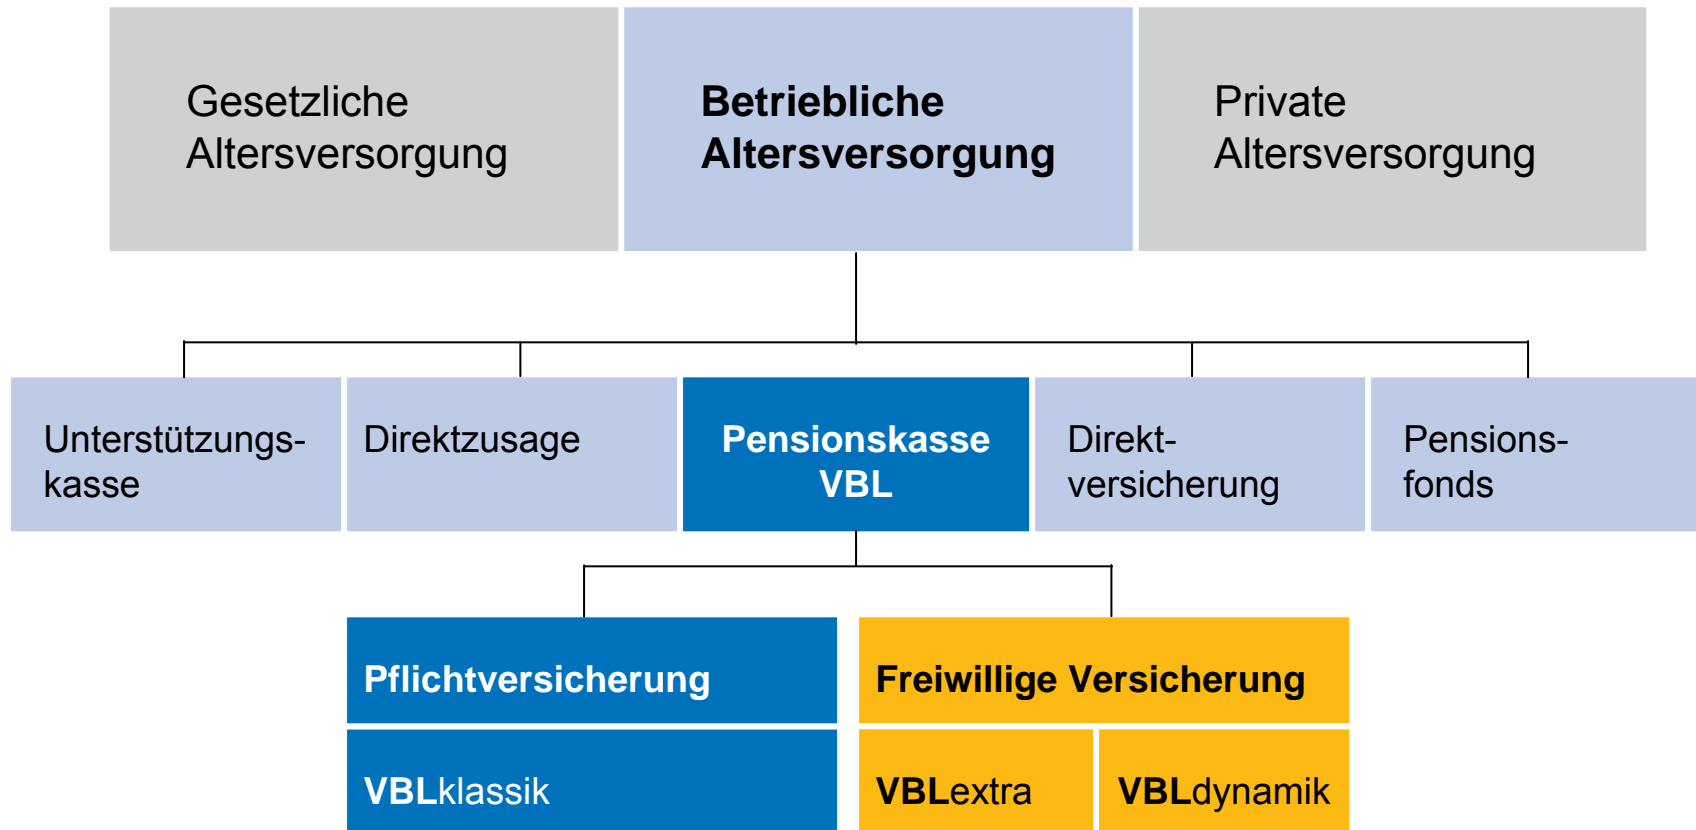 Gesetzliche
Altersversorgung
Betriebliche
Altersversorgung
Private
Altersversorgung
Unterstützungs-
kasse
Direktzusage
Pensionskasse
VBL
Direkt-
versicherung
Pensions-
fonds
Pflichtversicherung
Freiwillige Versicherung
VBLklassik
VBLextra
VBLdynamik